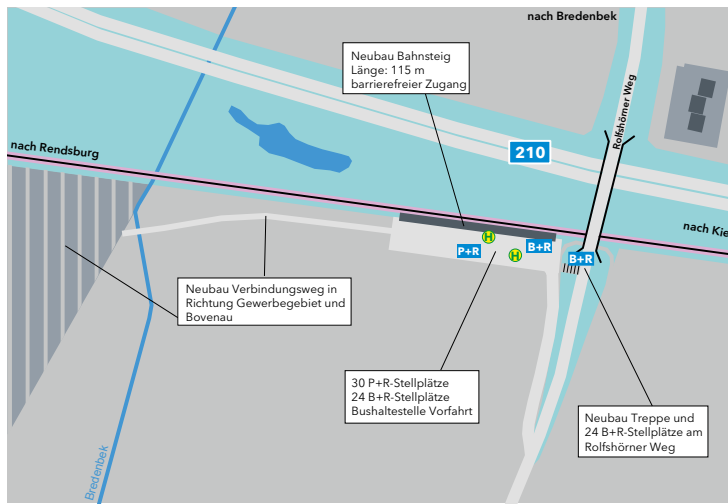 nach Bredenbek
Neubau Bahnsteig
Länge: 115 m
barrierefreier Zugang
Rolfshörner Weg
nach Rendsburg
210
nach Kie
H
P+R
B+R
H
B+R
Neubau Verbindungsweg in
Richtung Gewerbegebiet und
Bovenau
30 P+R-Stellplätze
24 B+R-Stellplätze
Bushaltestelle Vorfahrt
Neubau Treppe und
24 B+R-Stellplätze am
Rolfshörner Weg
Bredenbek